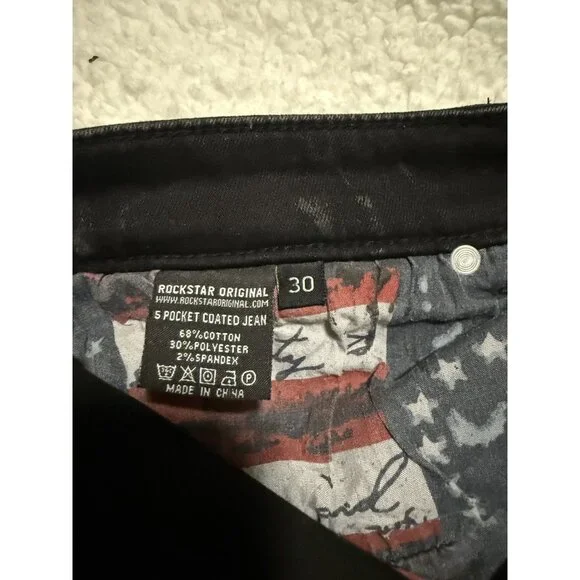 ROCKSTAR ORIGINAL
WWW.ROCKSTARORIGINAL.COM
5 POCKET COATED JEAN
68%COTTON
30%POLYESTER
2%SPANDEX
MADE IN CHINA
30